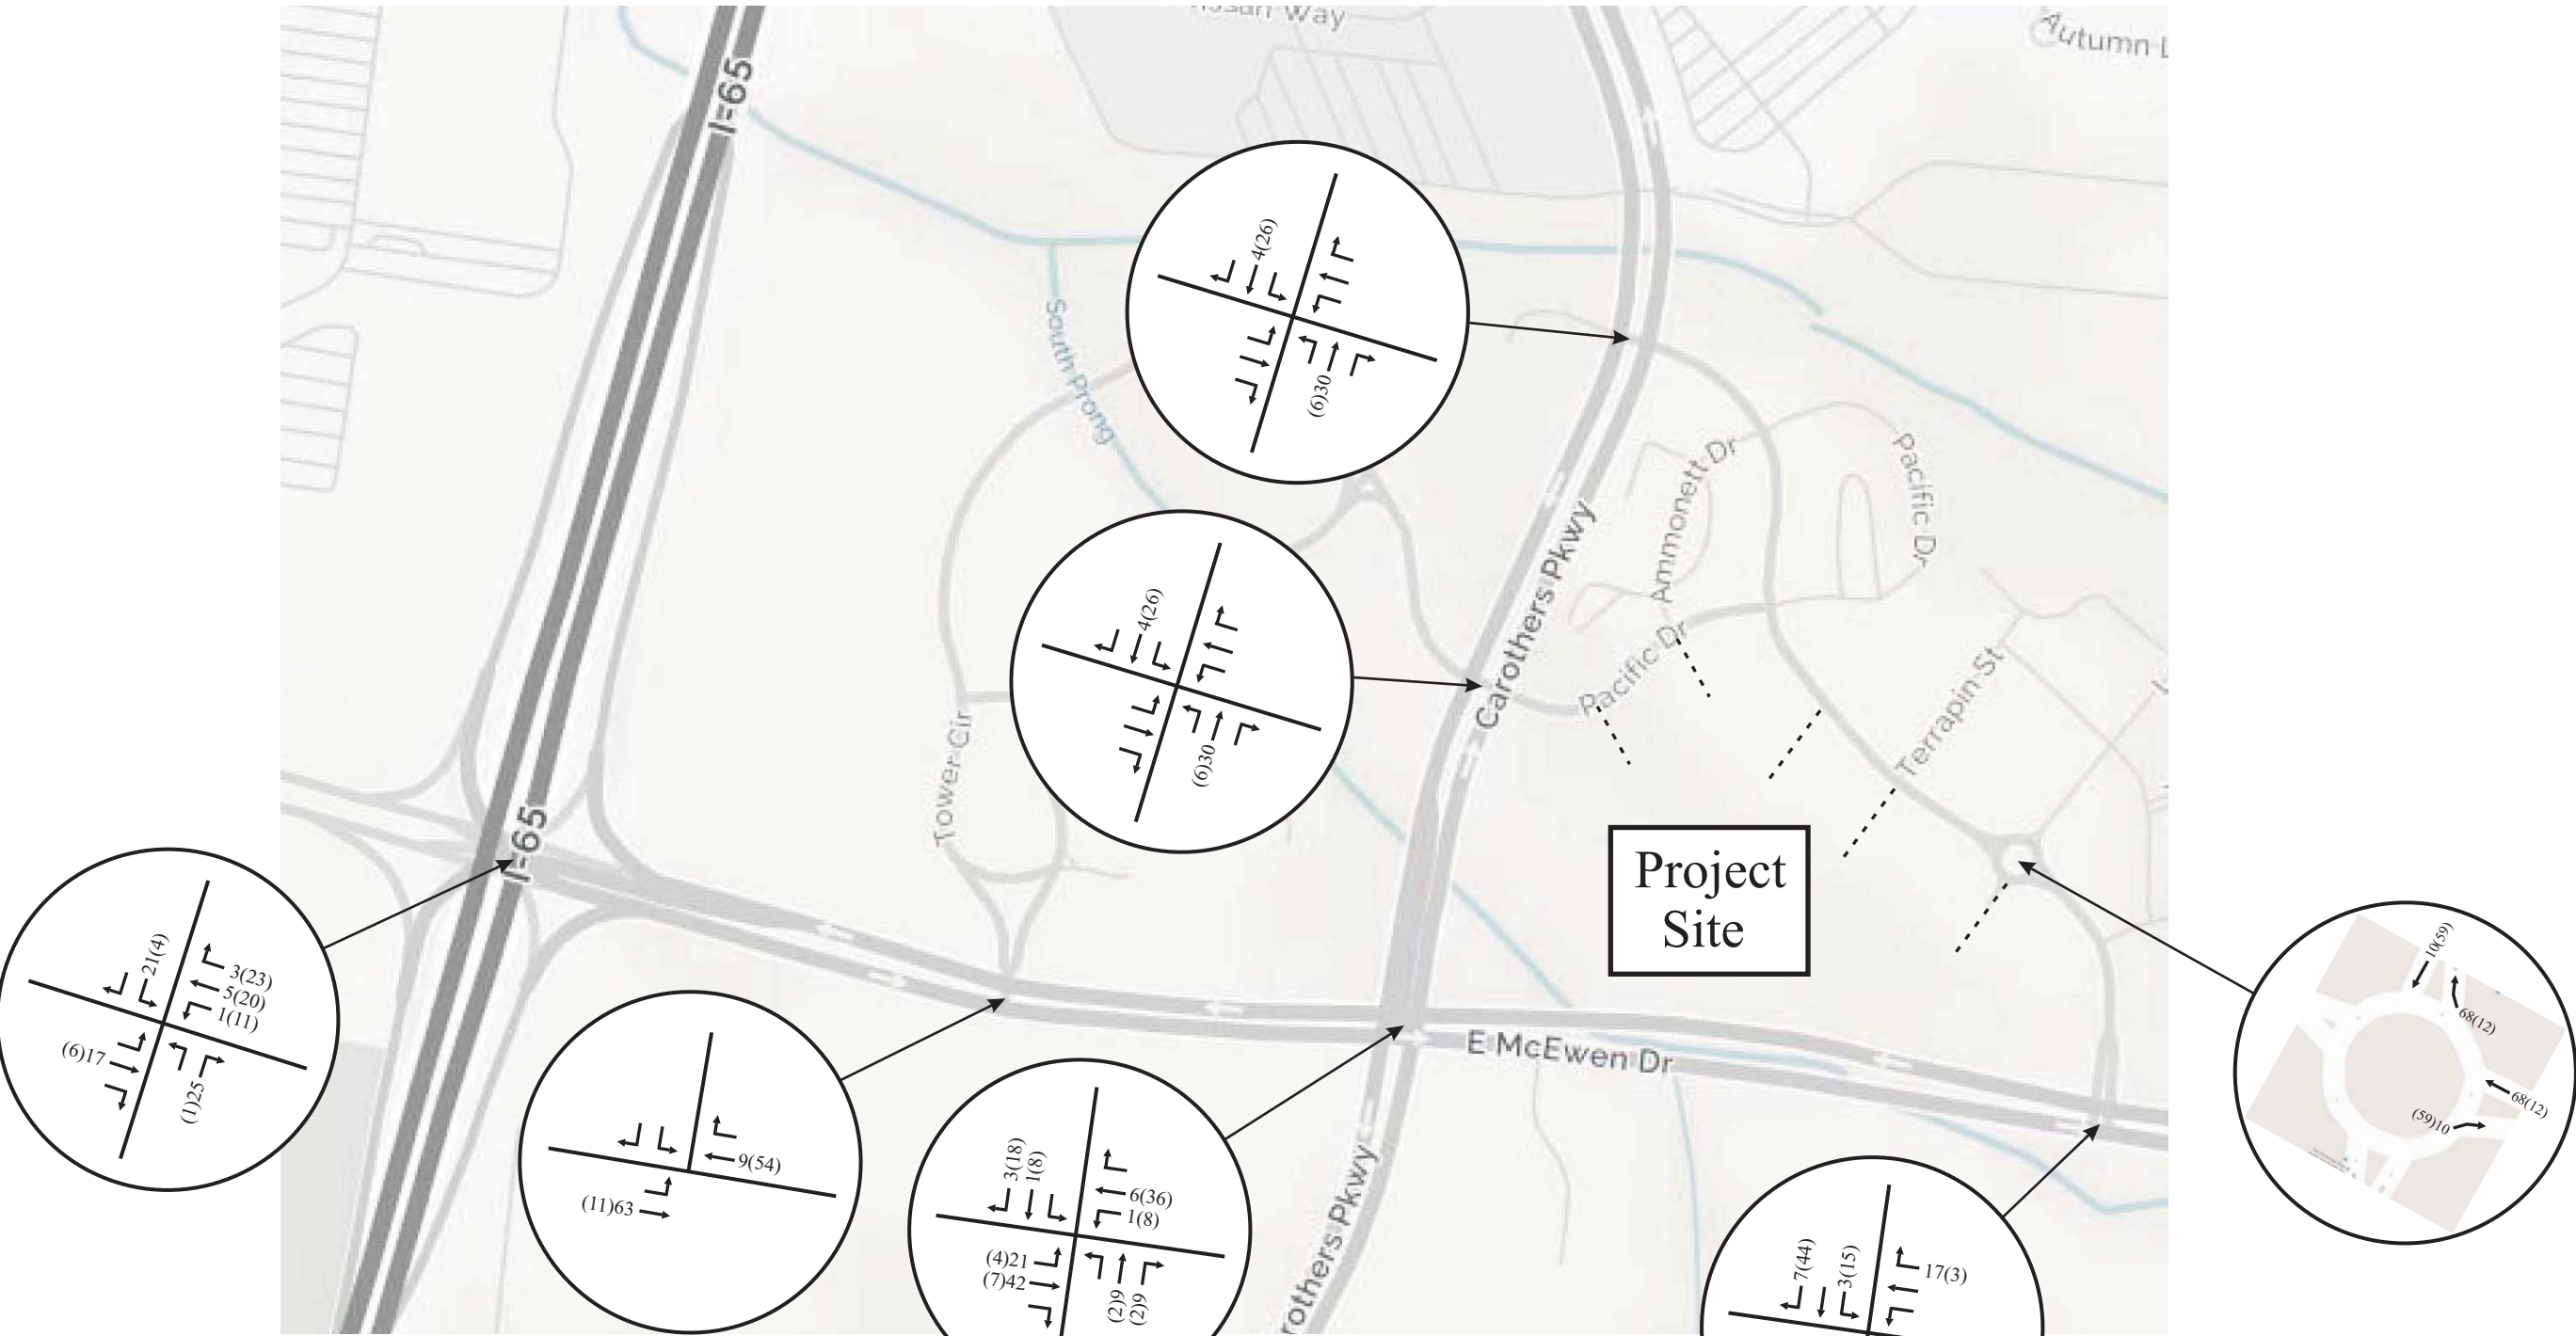 Nissan Way
Autumn L
I-65
4(26)
(6)30
South Prong
Ammonett Dr
Pacific Dr
Carothers Pkwy
4(26)
(6)30
Pacific Dr
Terrapin St
Tower Cir
I-65
Project
Site
21(4)
3(23)
5(20)
1(11)
(6)17
(1)25
10(59)
68(12)
68(12)
(59)10
E McEwen Dr
9(54)
(11)63
3(18)
1(8)
6(36)
1(8)
(4)21
(7)42
(2)9
(2)9
rothers Pkwy
7(44)
3(15)
17(3)